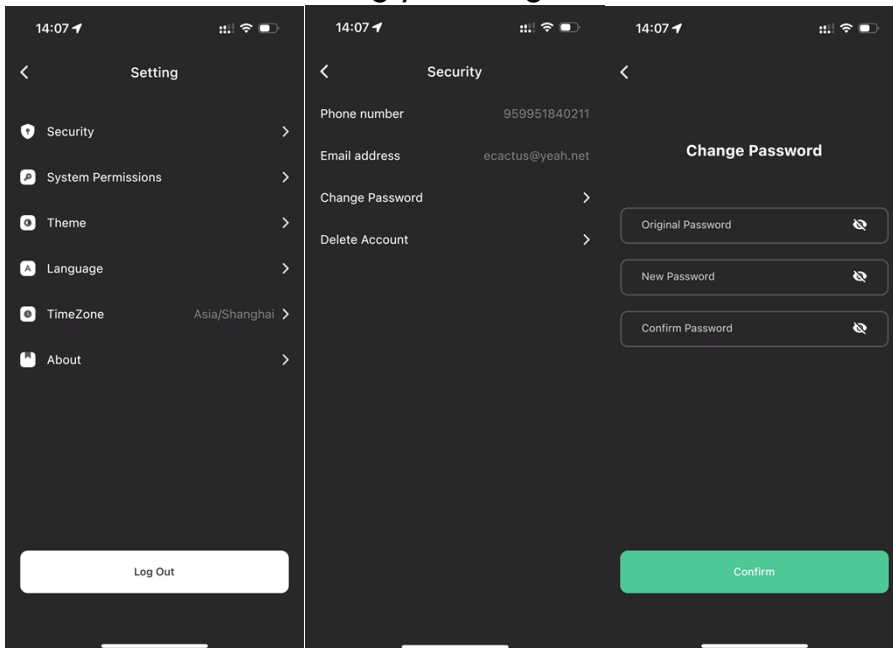 14:07
Setting
Security
System Permissions
Theme
Language
TimeZone Asia/Shanghai
About
Log Out
14:07
Security
Phone number 959951840211
Email address ecactus@yeah.net
Change Password
Delete Account
14:07
Change Password
Original Password
New Password
Confirm Password
Confirm